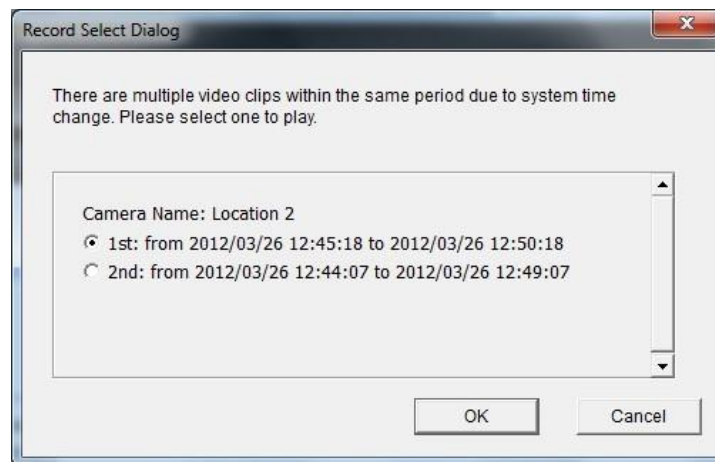 Record Select Dialog
There are multiple video clips within the same period due to system time
change. Please select one to play.
Camera Name: Location 2
1st: from 2012/03/26 12:45:18 to 2012/03/26 12:50:18
2nd: from 2012/03/26 12:44:07 to 2012/03/26 12:49:07
OK
Cancel